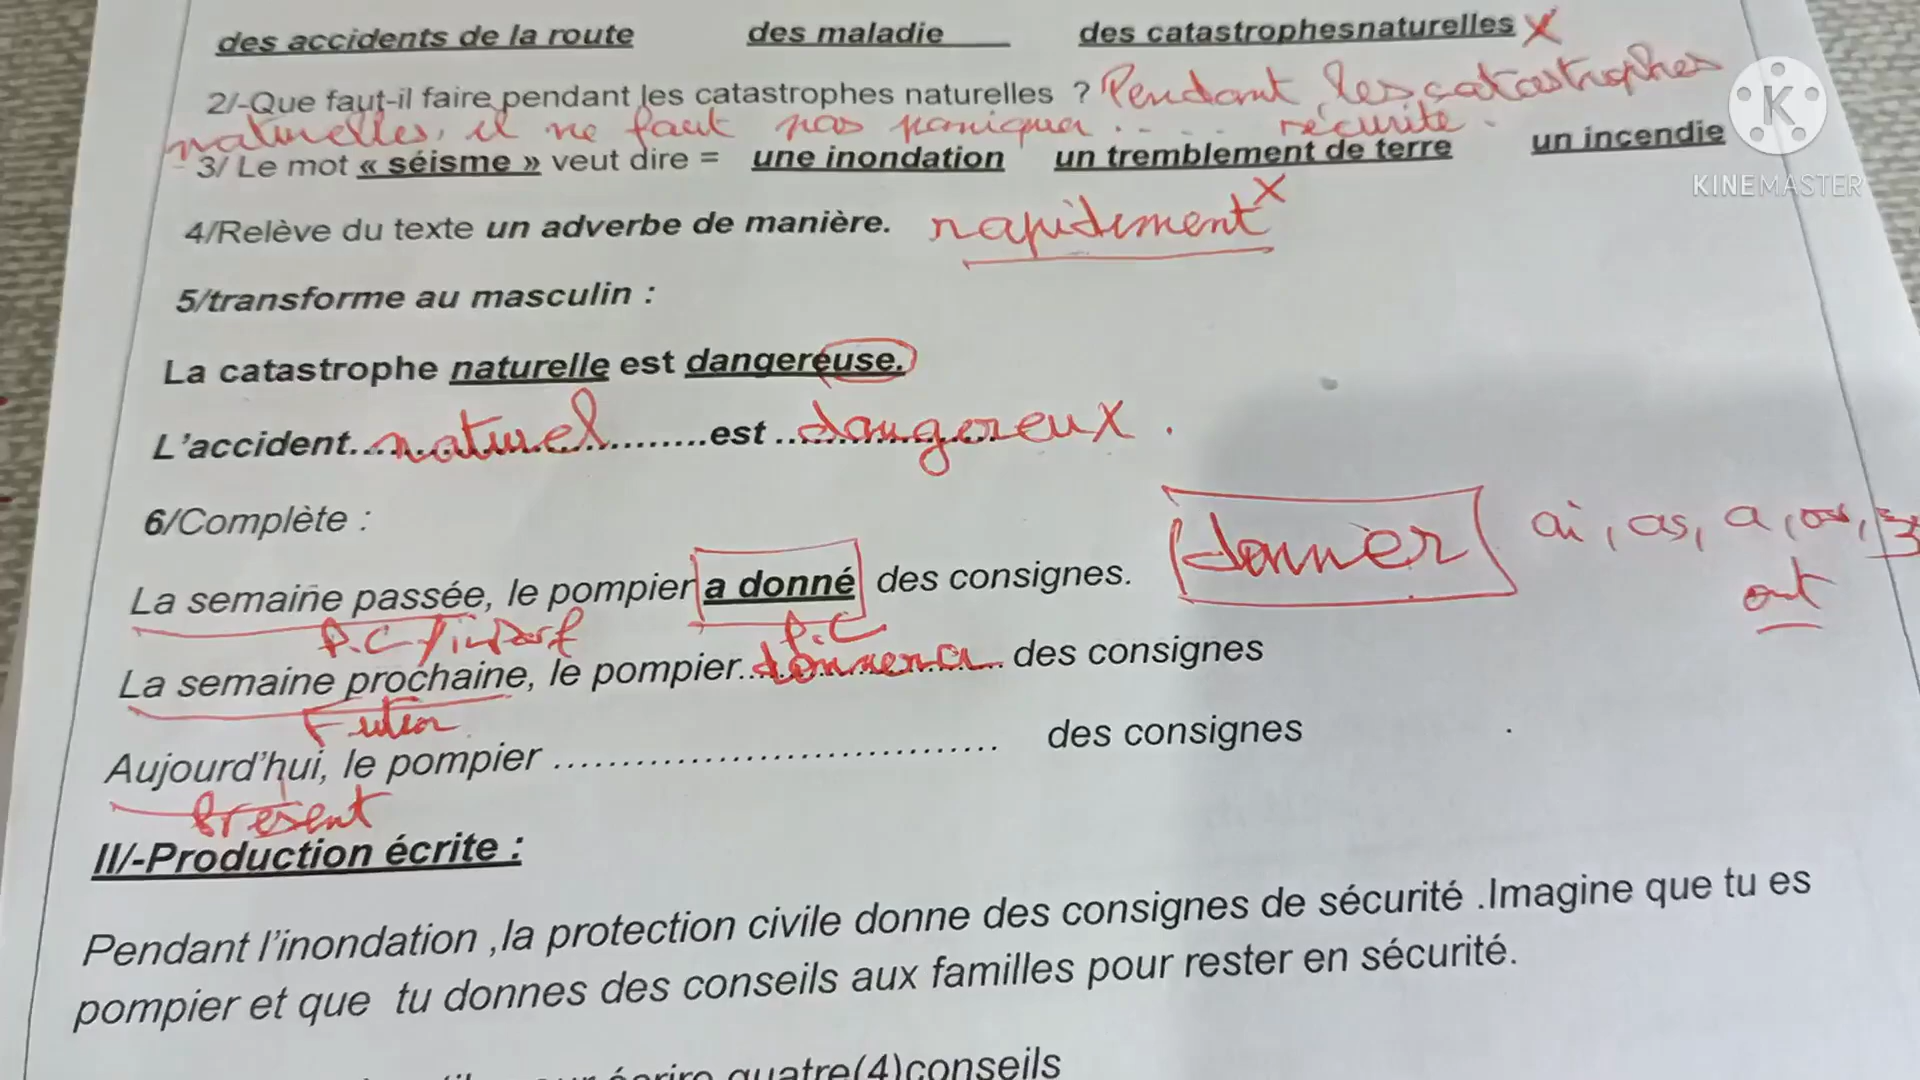 des accidents de la route des maladie des catastrophesnaturelles x
2/-Que faut-il faire pendant les catastrophes naturelles ? Pendant les catastrophes
naturelles, il ne faut pas paniquer ..... sécurité.
3/ Le mot « séisme » veut dire = une inondation un tremblement de terre un incendie
x
K
KINEMASTER
4/Relève du texte un adverbe de manière. rapidement
5/transforme au masculin :
La catastrophe naturelle est dangereuse.
L'accident...naturel.........est ...dangereux.
6/Complète :
donner ai, as, a,
ont
La semaine passée, le pompier a donné des consignes.
P.C / imparf P.C
La semaine prochaine, le pompier..donnera... des consignes
Futur
Aujourd'hui, le pompier ................................. des consignes
Présent
II/-Production écrite :
Pendant l'inondation ,la protection civile donne des consignes de sécurité .Imagine que tu es
pompier et que tu donnes des conseils aux familles pour rester en sécurité.
écrire quatre(4)conseils